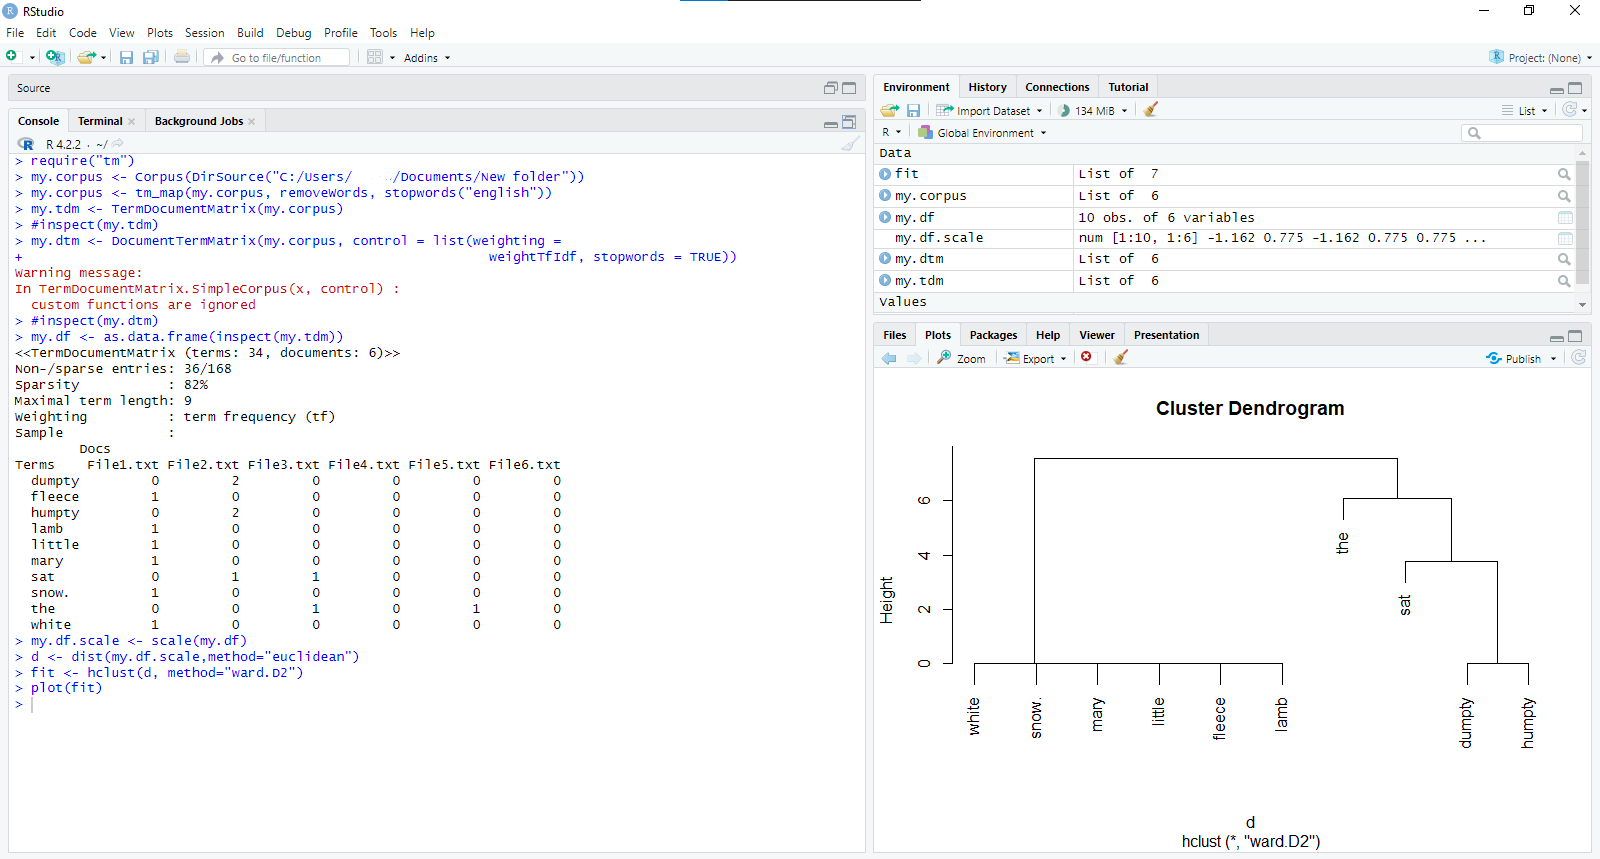 RStudio
File Edit Code View Plots Session Build Debug Profile Tools Help
Go to file/function Addins Project: (None)
Source
Console Terminal Background Jobs
R 4.2.2 · ~/
> require("tm")
> my.corpus <- Corpus(DirSource("C:/Users/ /Documents/New folder"))
> my.corpus <- tm_map(my.corpus, removeWords, stopwords("english"))
> my.tdm <- TermDocumentMatrix(my.corpus)
> #inspect(my.tdm)
> my.dtm <- DocumentTermMatrix(my.corpus, control = list(weighting =
+ weightTfIdf, stopwords = TRUE))
Warning message:
In TermDocumentMatrix.SimpleCorpus(x, control) :
custom functions are ignored
> #inspect(my.dtm)
> my.df <- as.data.frame(inspect(my.tdm))
<<TermDocumentMatrix (terms: 34, documents: 6)>>
Non-/sparse entries: 36/168
Sparsity : 82%
Maximal term length: 9
Weighting : term frequency (tf)
Sample :
Docs
Terms File1.txt File2.txt File3.txt File4.txt File5.txt File6.txt
dumpty 0 2 0 0 0 0
fleece 1 0 0 0 0 0
humpty 0 2 0 0 0 0
lamb 1 0 0 0 0 0
little 1 0 0 0 0 0
mary 1 0 0 0 0 0
sat 0 1 1 0 0 0
snow. 1 0 0 0 0 0
the 0 0 1 0 1 0
white 1 0 0 0 0 0
> my.df.scale <- scale(my.df)
> d <- dist(my.df.scale,method="euclidean")
> fit <- hclust(d, method="ward.D2")
> plot(fit)
>
Environment History Connections Tutorial
Import Dataset 134 MiB List
R Global Environment
Data
fit List of 7
my.corpus List of 6
my.df 10 obs. of 6 variables
my.df.scale num [1:10, 1:6] -1.162 0.775 -1.162 0.775 0.775 ...
my.dtm List of 6
my.tdm List of 6
Values
Files Plots Packages Help Viewer Presentation
Zoom Export Publish
Cluster Dendrogram
Height
6
4
2
0
the
sat
white snow. mary little fleece lamb dumpty humpty
d
hclust (*, "ward.D2")